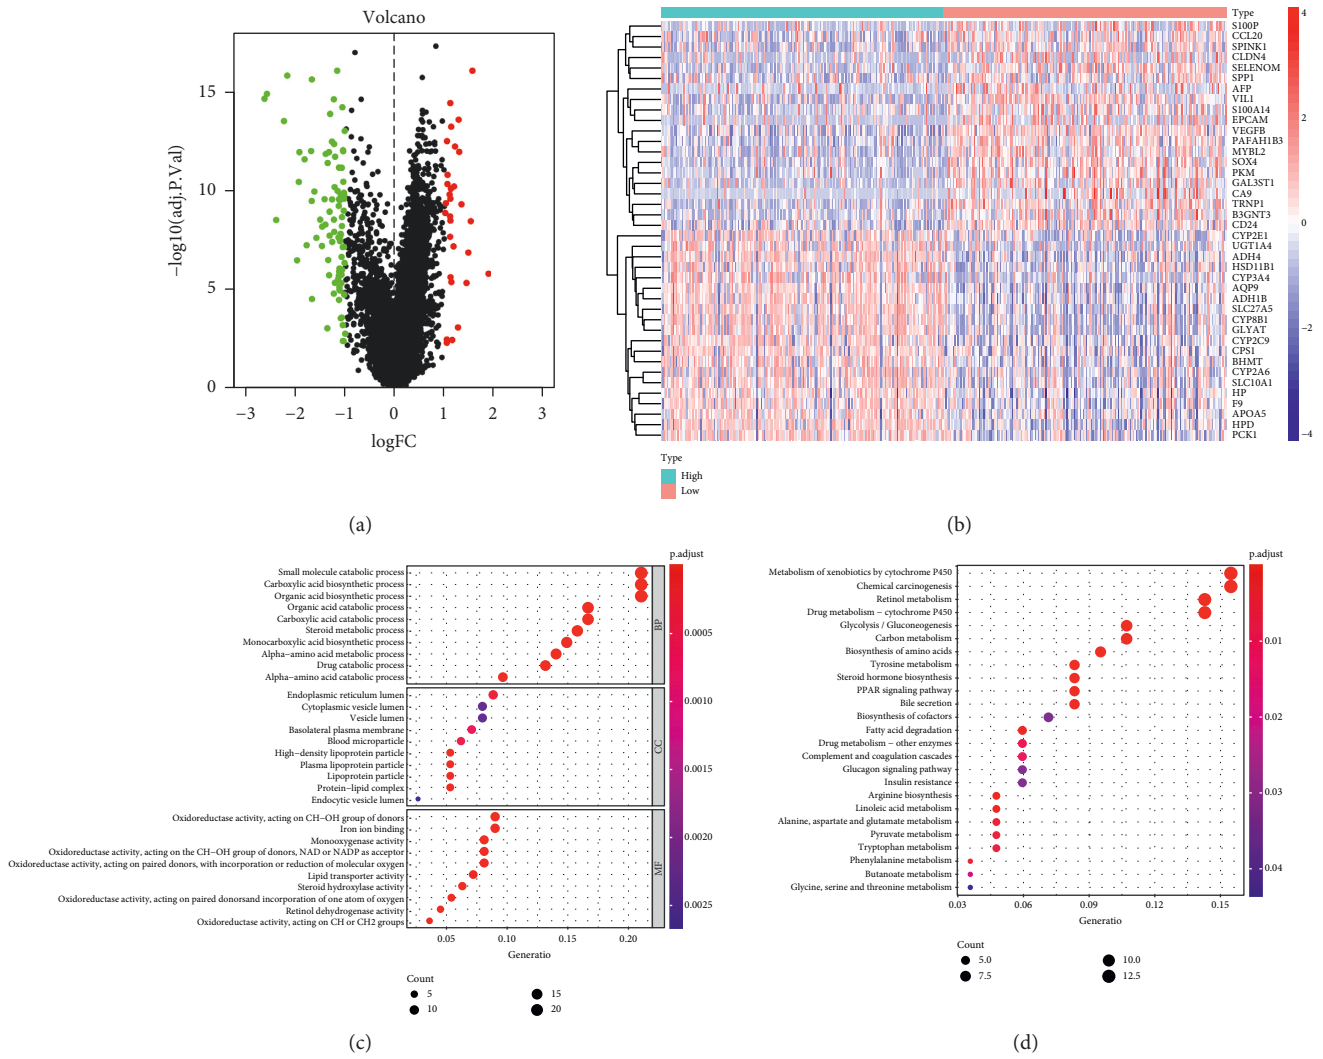 Volcano
−log10(adj.P.Val)
15
10
5
0
−3 −2 −1 0 1 2 3
logFC
(a)
Type
S100P
CCL20
SPINK1
CLDN4
SELENOM
SPP1
AFP
VIL1
S100A14
EPCAM
VEGFB
PAFAH1B3
MYBL2
SOX4
PKM
GAL3ST1
CA9
TRNP1
B3GNT3
CD24
CYP2E1
UGT1A4
ADH4
HSD11B1
CYP3A4
AQP9
ADH1B
SLC27A5
CYP8B1
GLYAT
CYP2C9
CPS1
BHMT
CYP2A6
SLC10A1
HP
F9
APOA5
HPD
PCK1
4
2
0
−2
−4
Type
High
Low
(b)
p.adjust
Small molecule catabolic process
Carboxylic acid biosynthetic process
Organic acid biosynthetic process
Organic acid catabolic process
Carboxylic acid catabolic process
Steroid metabolic process
Monocarboxylic acid biosynthetic process
Alpha−amino acid metabolic process
Drug catabolic process
Alpha−amino acid catabolic process
BP
Endoplasmic reticulum lumen
Cytoplasmic vesicle lumen
Vesicle lumen
Basolateral plasma membrane
Blood microparticle
High−density lipoprotein particle
Plasma lipoprotein particle
Lipoprotein particle
Protein−lipid complex
Endocytic vesicle lumen
CC
Oxidoreductase activity, acting on CH−OH group of donors
Iron ion binding
Monooxygenase activity
Oxidoreductase activity, acting on the CH−OH group of donors, NAD or NADP as acceptor
Oxidoreductase activity, acting on paired donors, with incorporation or reduction of molecular oxygen
Lipid transporter activity
Steroid hydroxylase activity
Oxidoreductase activity, acting on paired donorsand incorporation of one atom of oxygen
Retinol dehydrogenase activity
Oxidoreductase activity, acting on CH or CH2 groups
MF
0.0005
0.0010
0.0015
0.0020
0.0025
0.05 0.10 0.15 0.20
Generatio
Count
5 15
10 20
(c)
p.adjust
Metabolism of xenobiotics by cytochrome P450
Chemical carcinogenesis
Retinol metabolism
Drug metabolism − cytochrome P450
Glycolysis / Gluconeogenesis
Carbon metabolism
Biosynthesis of amino acids
Tyrosine metabolism
Steroid hormone biosynthesis
PPAR signaling pathway
Bile secretion
Biosynthesis of cofactors
Fatty acid degradation
Drug metabolism − other enzymes
Complement and coagulation cascades
Glucagon signaling pathway
Insulin resistance
Arginine biosynthesis
Linoleic acid metabolism
Alanine, aspartate and glutamate metabolism
Pyruvate metabolism
Tryptophan metabolism
Phenylalanine metabolism
Butanoate metabolism
Glycine, serine and threonine metabolism
0.01
0.02
0.03
0.04
0.03 0.06 0.09 0.12 0.15
Generatio
Count
5.0 10.0
7.5 12.5
(d)